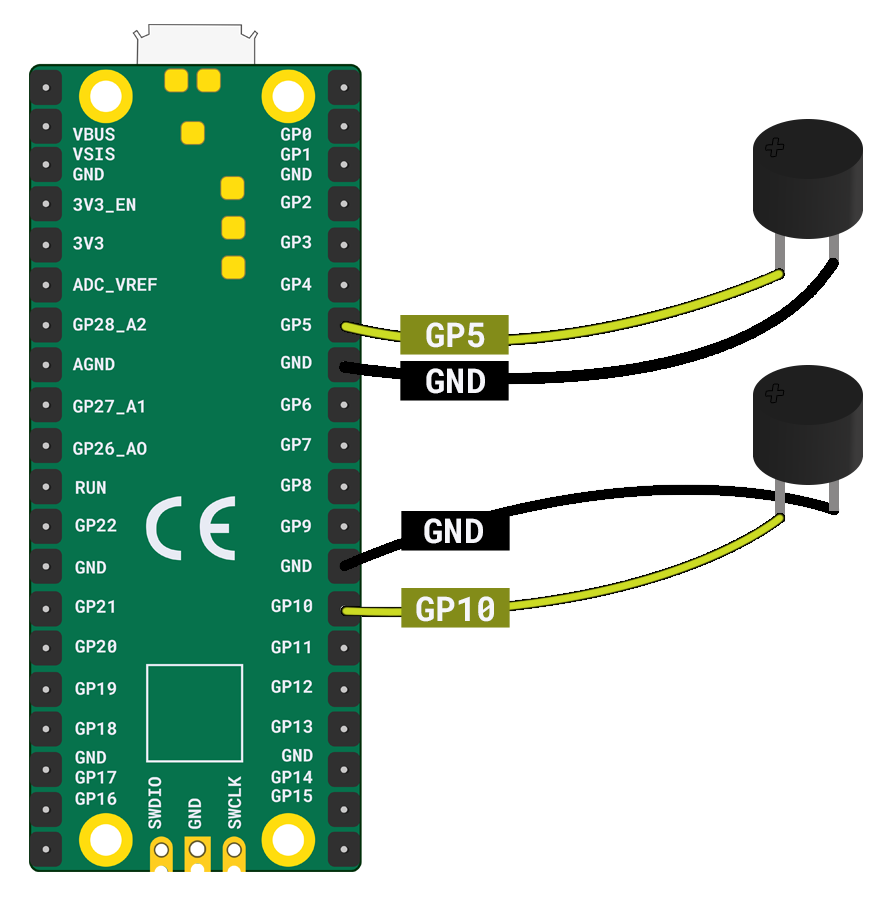 VBUS
VSIS
GND
3V3_EN
3V3
ADC_VREF
GP28_A2
AGND
GP27_A1
GP26_A0
RUN
GP22
GND
GP21
GP20
GP19
GP18
GND
GP17
GP16
GP0
GP1
GND
GP2
GP3
GP4
GP5
GND
GP6
GP7
GP8
GP9
GND
GP10
GP11
GP12
GP13
GND
GP14
GP15
CE
SWDIO
GND
SWCLK
GP5
GND
GND
GP10
+
+